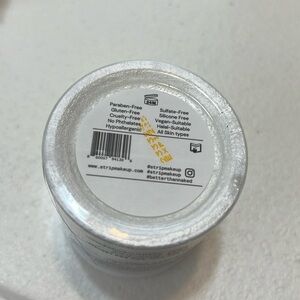 24M
Paraben-Free
Gluten-Free
Cruelty-Free
No Phthalates
Hypoallergenic
Sulfate-Free
Silicone Free
Vegan-Suitable
Halal-Suitable
All Skin types
www.stripmakeup.com
#stripmakeup
#stripmakeup
#betterthannaked